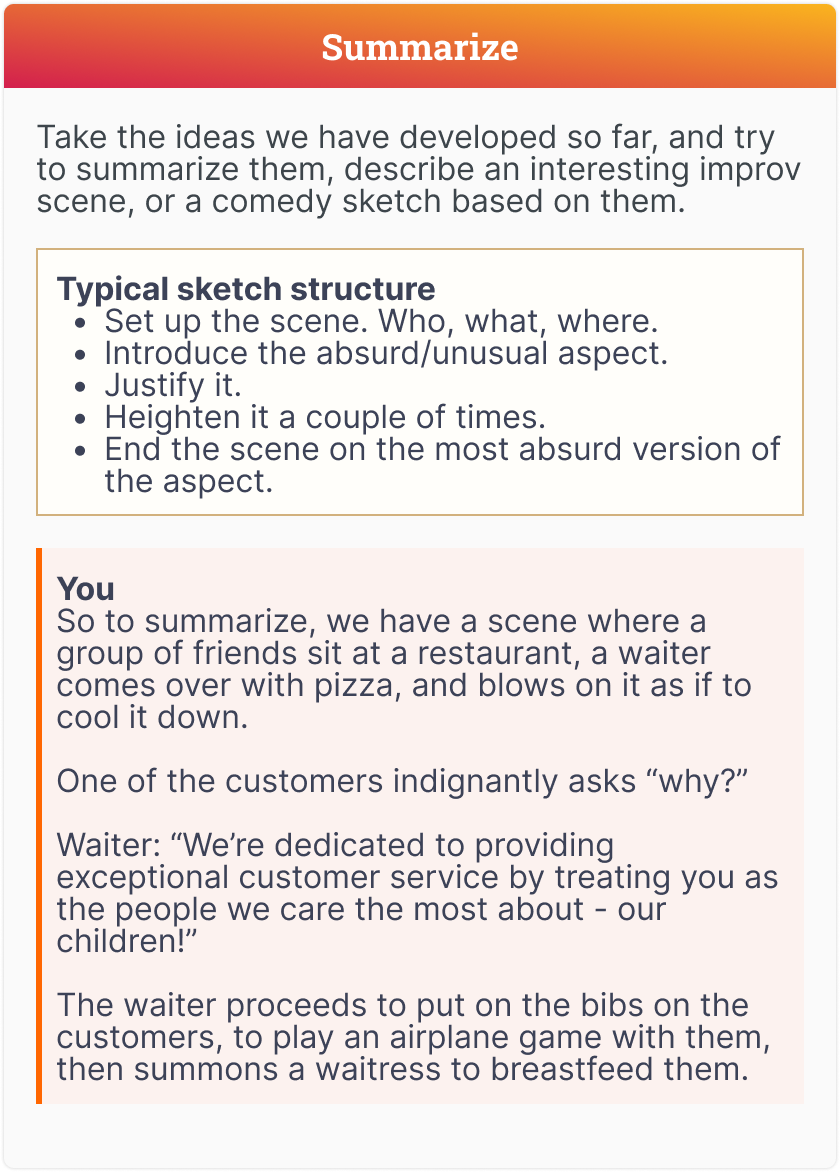 Summarize
Take the ideas we have developed so far, and try
to summarize them, describe an interesting improv
scene, or a comedy sketch based on them.
Typical sketch structure
• Set up the scene. Who, what, where.
• Introduce the absurd/unusual aspect.
• Justify it.
• Heighten it a couple of times.
• End the scene on the most absurd version of
the aspect.
You
So to summarize, we have a scene where a
group of friends sit at a restaurant, a waiter
comes over with pizza, and blows on it as if to
cool it down.
One of the customers indignantly asks “why?”
Waiter: “We’re dedicated to providing
exceptional customer service by treating you as
the people we care the most about - our
children!”
The waiter proceeds to put on the bibs on the
customers, to play an airplane game with them,
then summons a waitress to breastfeed them.